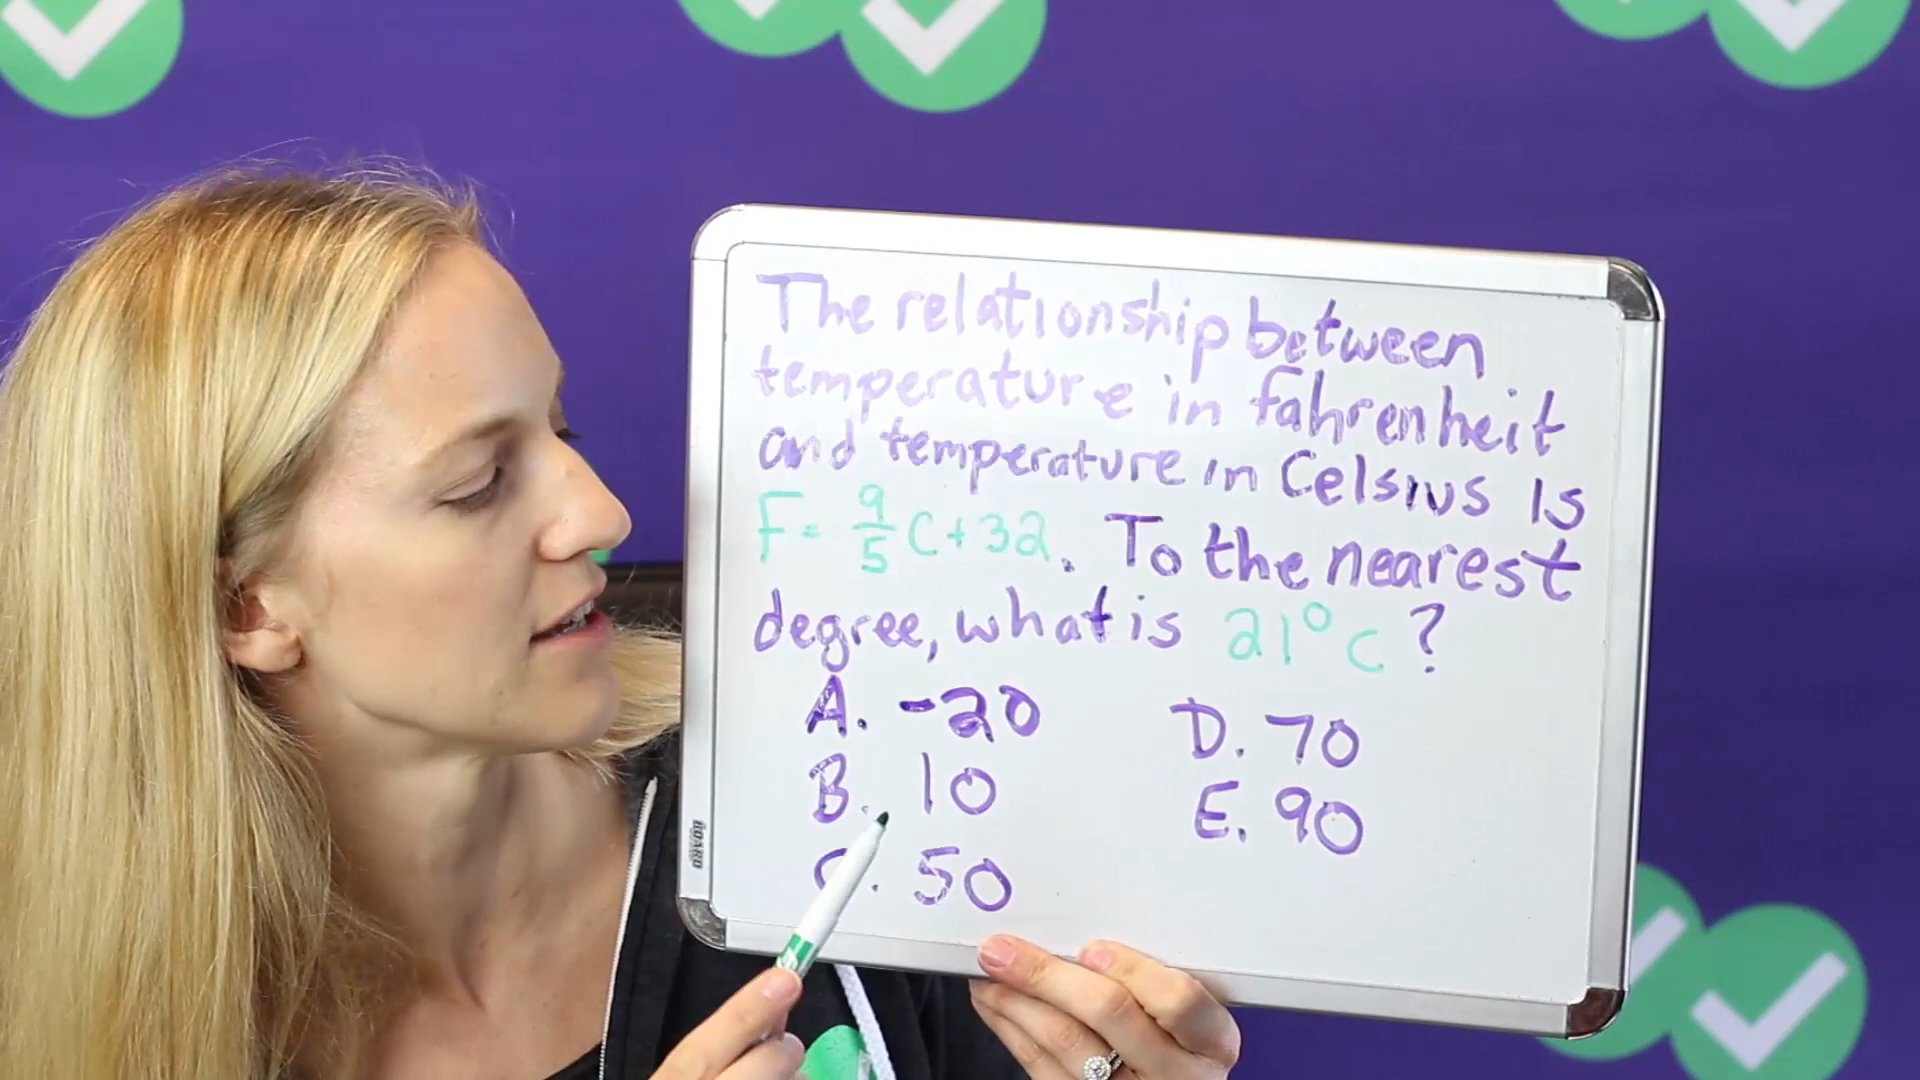 The relationship between
temperature in fahrenheit
and temperature in Celsius is
F = 9/5 C + 32. To the nearest
degree, what is 21° C ?
A. -20 D. 70
B. 10 E. 90
C. 50